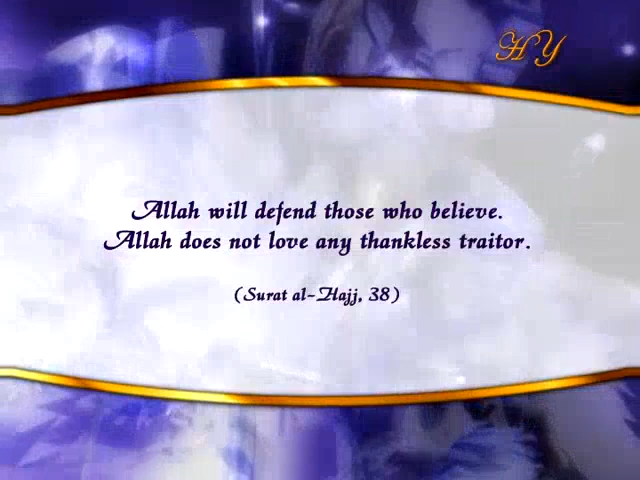 HY
Allah will defend those who believe.
Allah does not love any thankless traitor.
(Surat al-Hajj, 38)